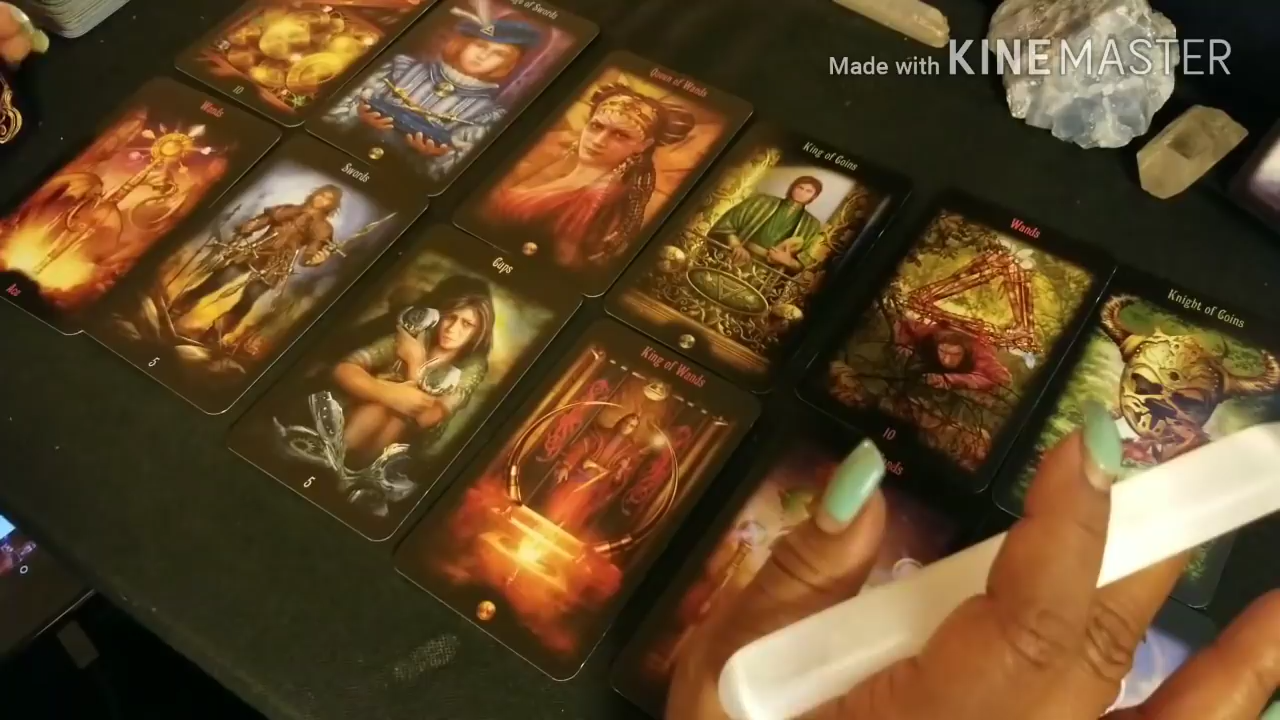 Made with KINEMASTER
10
of Swords
Queen of Wands
King of Coins
Wands
10
Knight of Coins
Wands
Ace
Swords
5
Cups
5
King of Wands